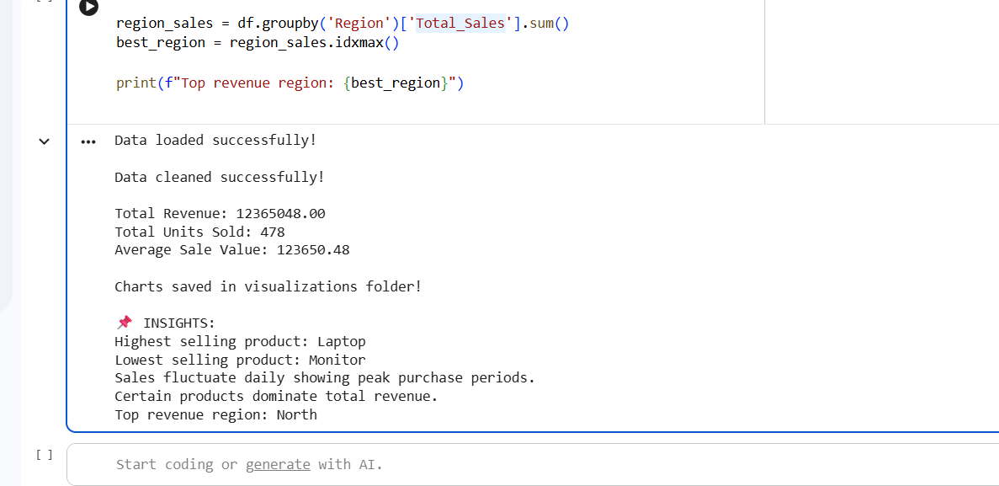 [ ]
region_sales = df.groupby('Region')['Total_Sales'].sum()
best_region = region_sales.idxmax()
print(f"Top revenue region: {best_region}")
Data loaded successfully!
Data cleaned successfully!
Total Revenue: 12365048.00
Total Units Sold: 478
Average Sale Value: 123650.48
Charts saved in visualizations folder!
📌 INSIGHTS:
Highest selling product: Laptop
Lowest selling product: Monitor
Sales fluctuate daily showing peak purchase periods.
Certain products dominate total revenue.
Top revenue region: North
[ ] Start coding or generate with AI.